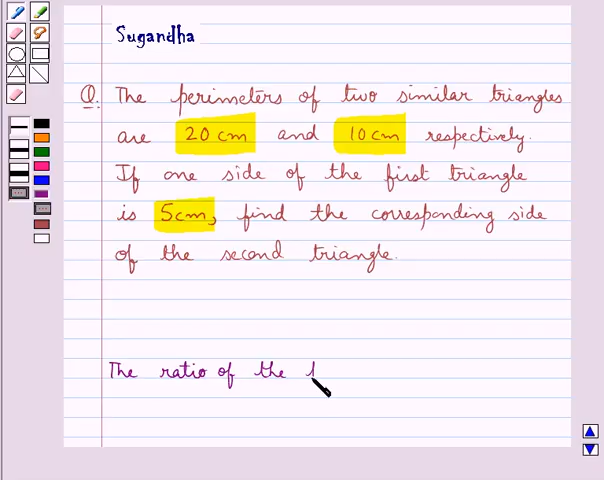 Sugandha
Q. The perimeters of two similar triangles
are 20 cm and 10 cm respectively.
If one side of the first triangle
is 5cm, find the corresponding side
of the second triangle.
The ratio of the